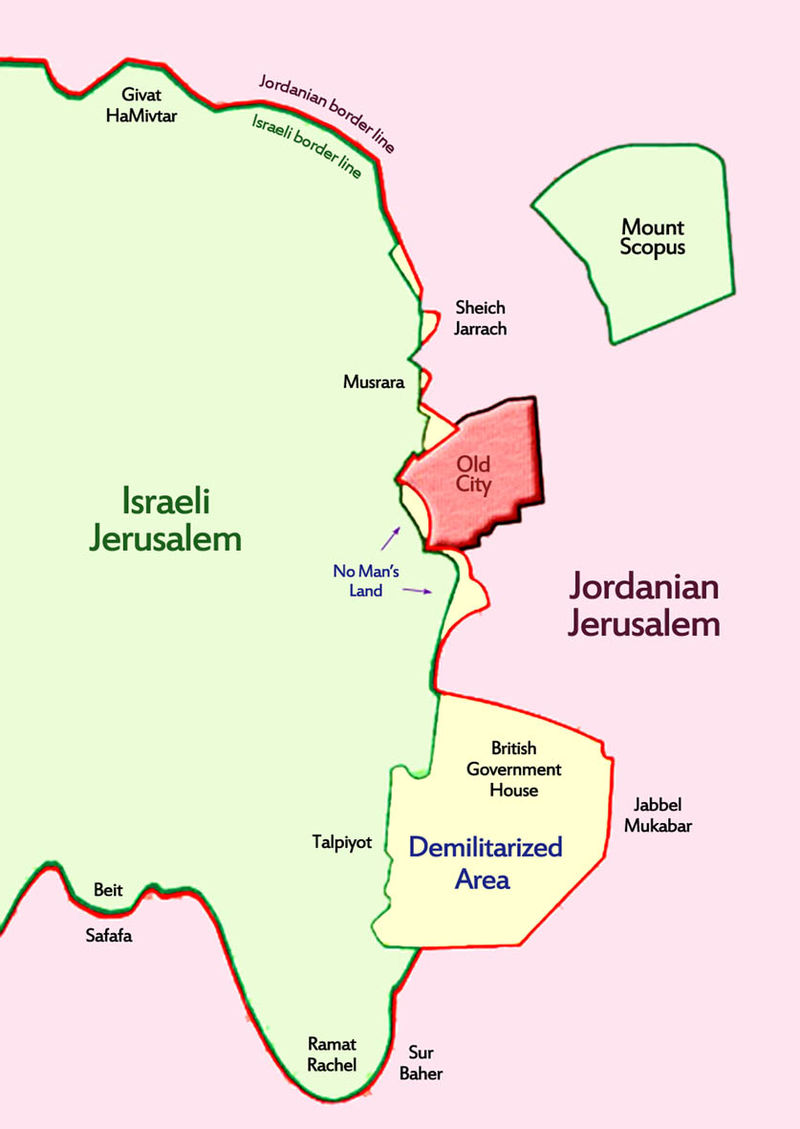 Givat
HaMivtar
Jordanian border line
Israeli border line
Mount
Scopus
Sheich
Jarrach
Musrara
Old
City
Israeli
Jerusalem
No Man's
Land
Jordanian
Jerusalem
British
Government
House
Jabbel
Mukabar
Talpiyot
Demilitarized
Area
Beit
Safafa
Ramat
Rachel
Sur
Baher